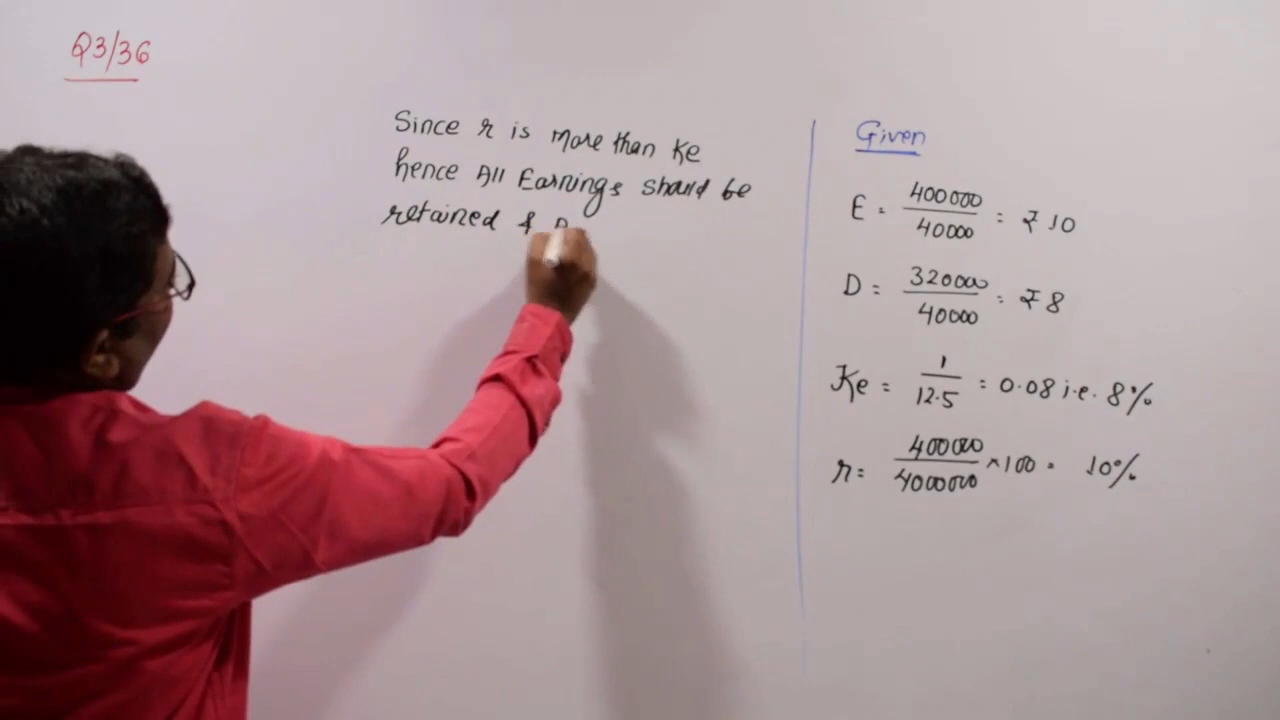 Q3/36
Since r is More than Ke
hence All Earnings should be
retained &
Given
E = 400000/40000 = ₹ 10
D = 320000/40000 = ₹ 8
Ke = 1/12.5 = 0.08 i.e. 8%
r = 400000/4000000 × 100 = 10%